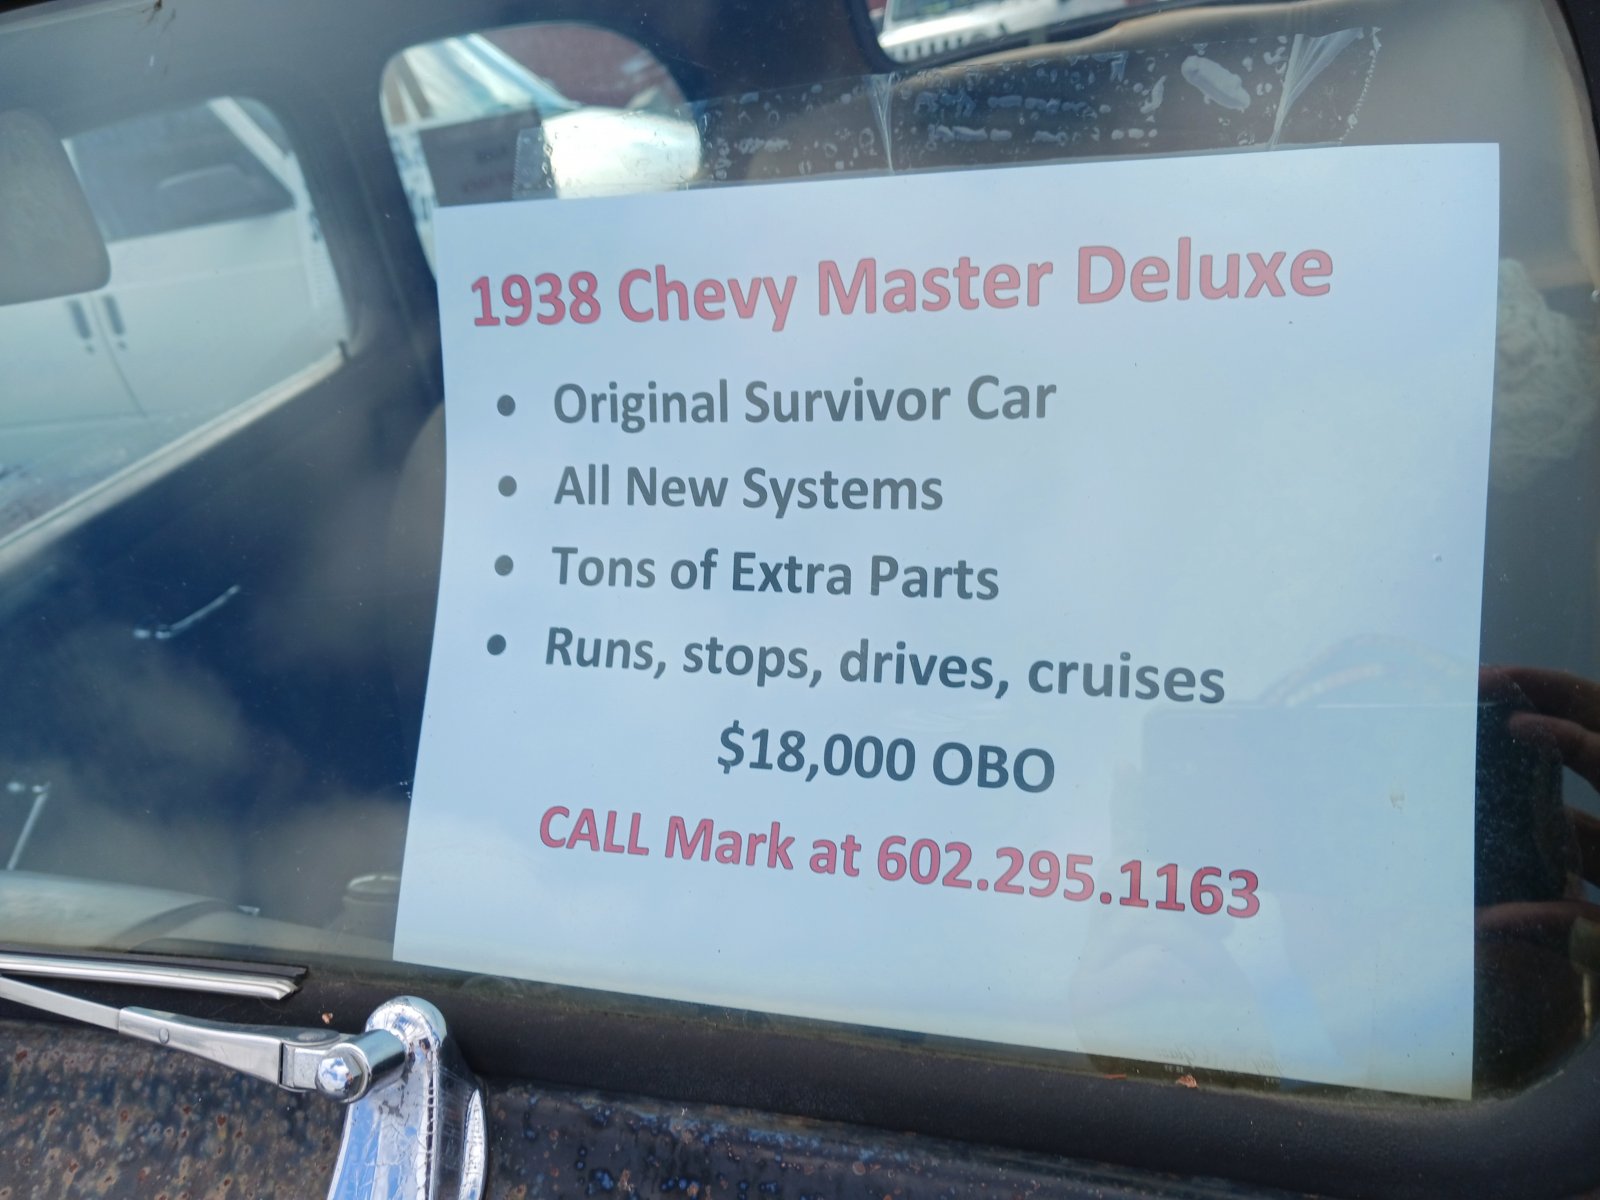 1938 Chevy Master Deluxe
• Original Survivor Car
• All New Systems
• Tons of Extra Parts
• Runs, stops, drives, cruises
$18,000 OBO
CALL Mark at 602.295.1163